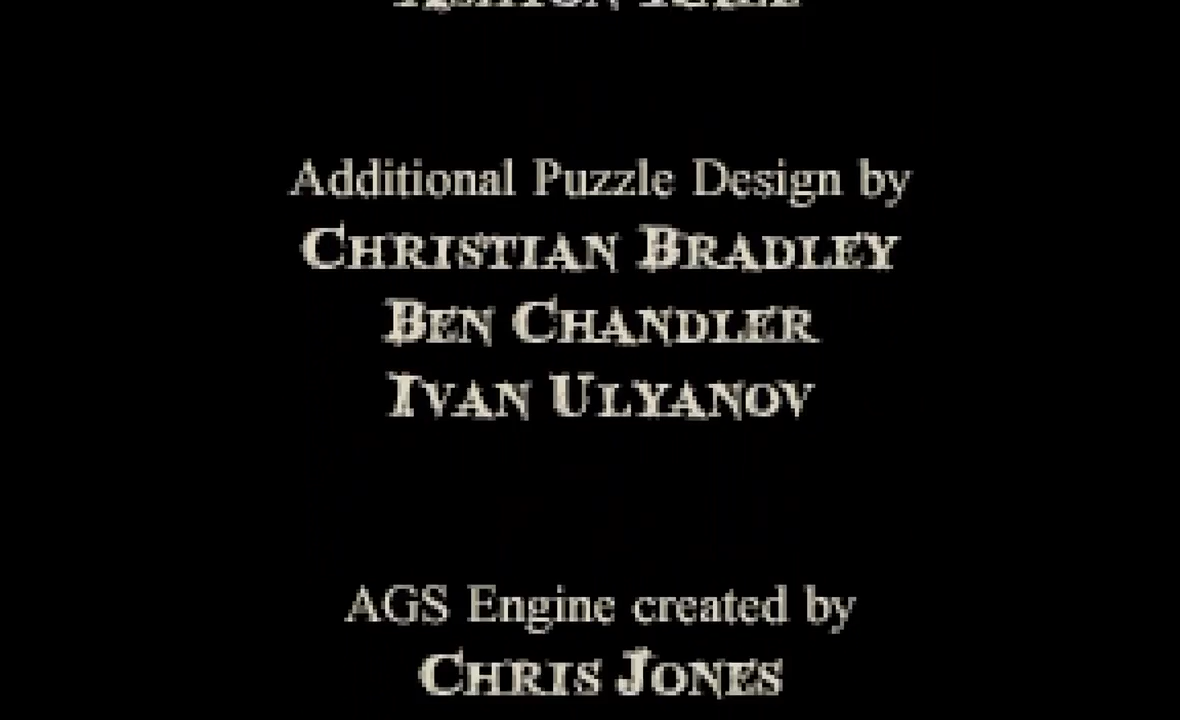 Additional Puzzle Design by
CHRISTIAN BRADLEY
BEN CHANDLER
IVAN ULYANOV
AGS Engine created by
CHRIS JONES